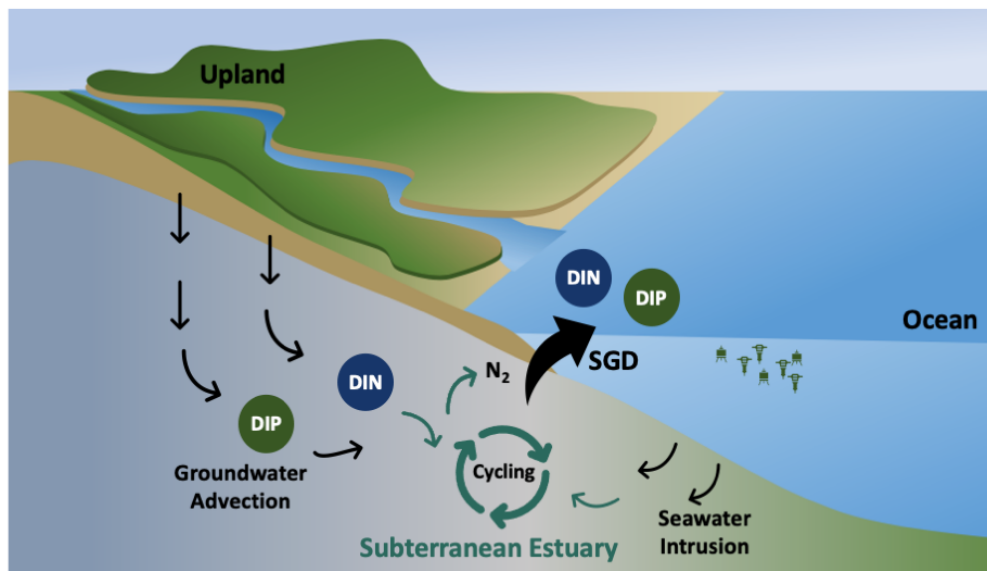 Upland
DIN
DIP
Ocean
SGD
N₂
DIN
DIP
Cycling
Groundwater
Advection
Seawater
Intrusion
Subterranean Estuary